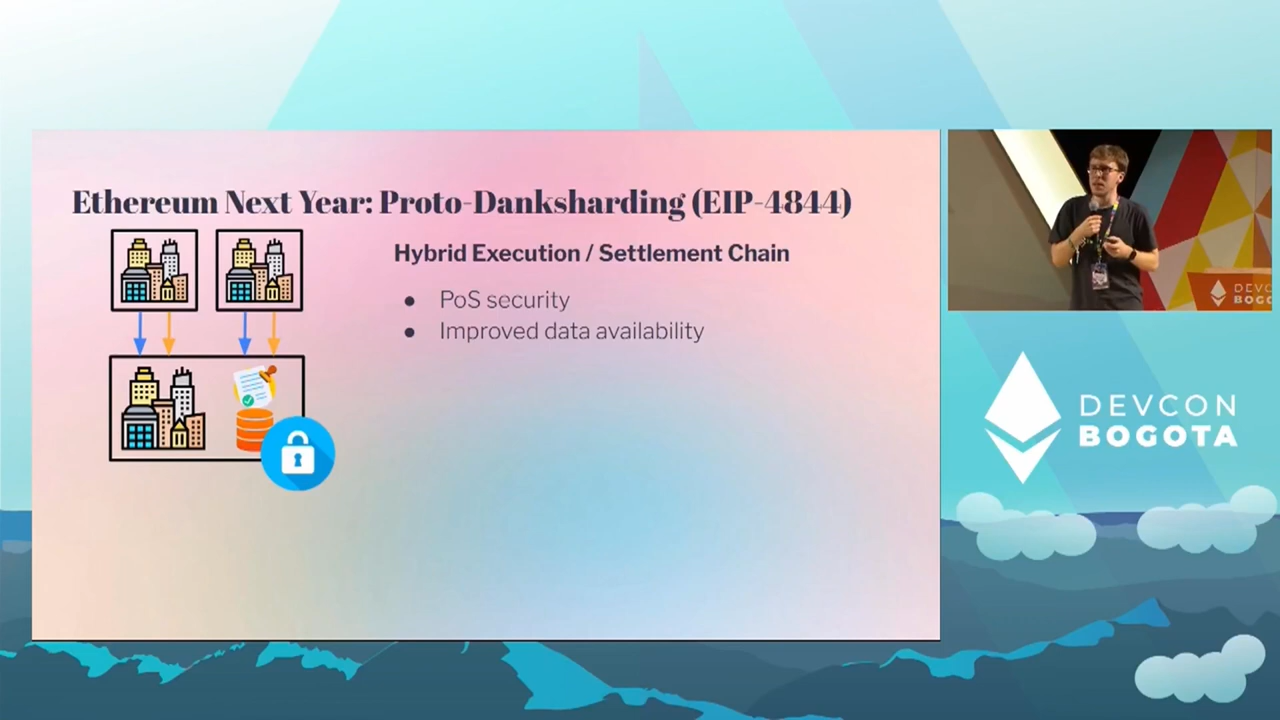 Ethereum Next Year: Proto-Danksharding (EIP-4844)
Hybrid Execution / Settlement Chain
● PoS security
● Improved data availability
DEVCON
BOGOTA